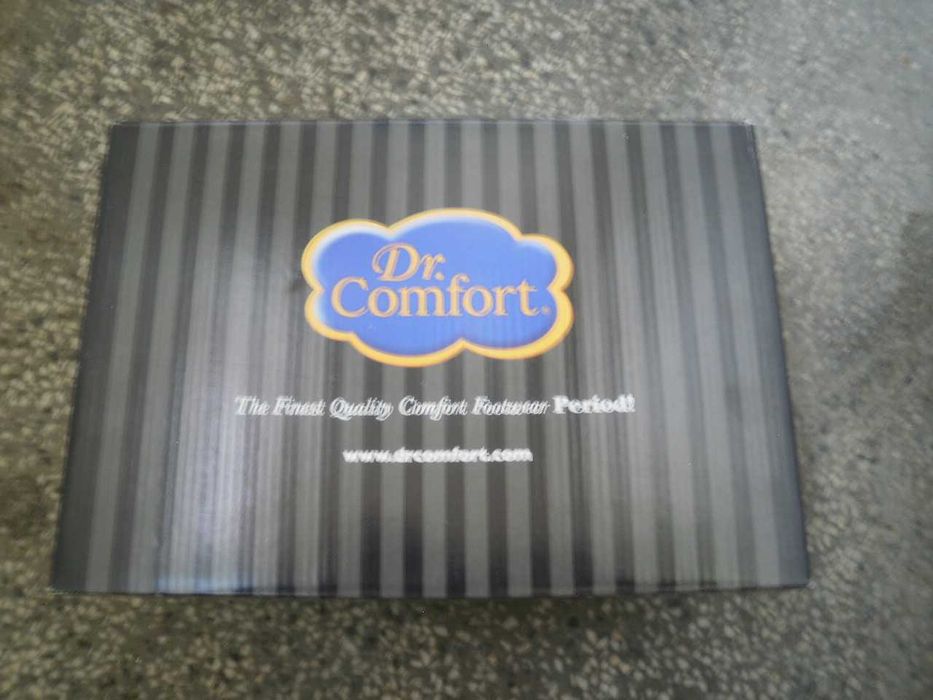 Dr.
Comfort®
The Finest Quality Comfort Footwear Period!
www.drcomfort.com